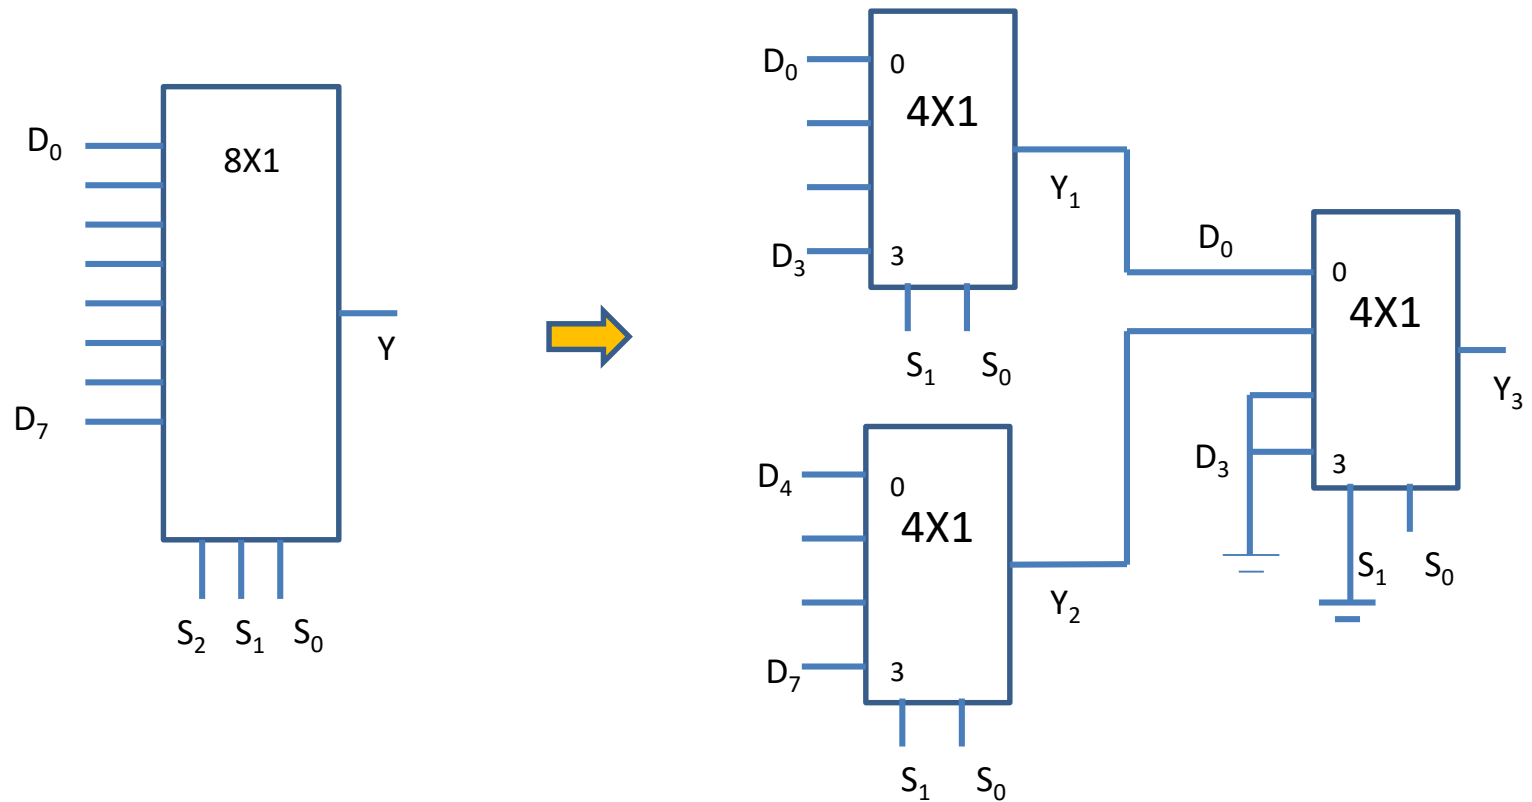 D₀
8X1
D₇
Y
S₂ S₁ S₀
D₀
0
4X1
D₃
3
Y₁
S₁ S₀
D₄
0
4X1
D₇
3
Y₂
S₁ S₀
D₀
0
4X1
D₃
3
Y₃
S₁ S₀